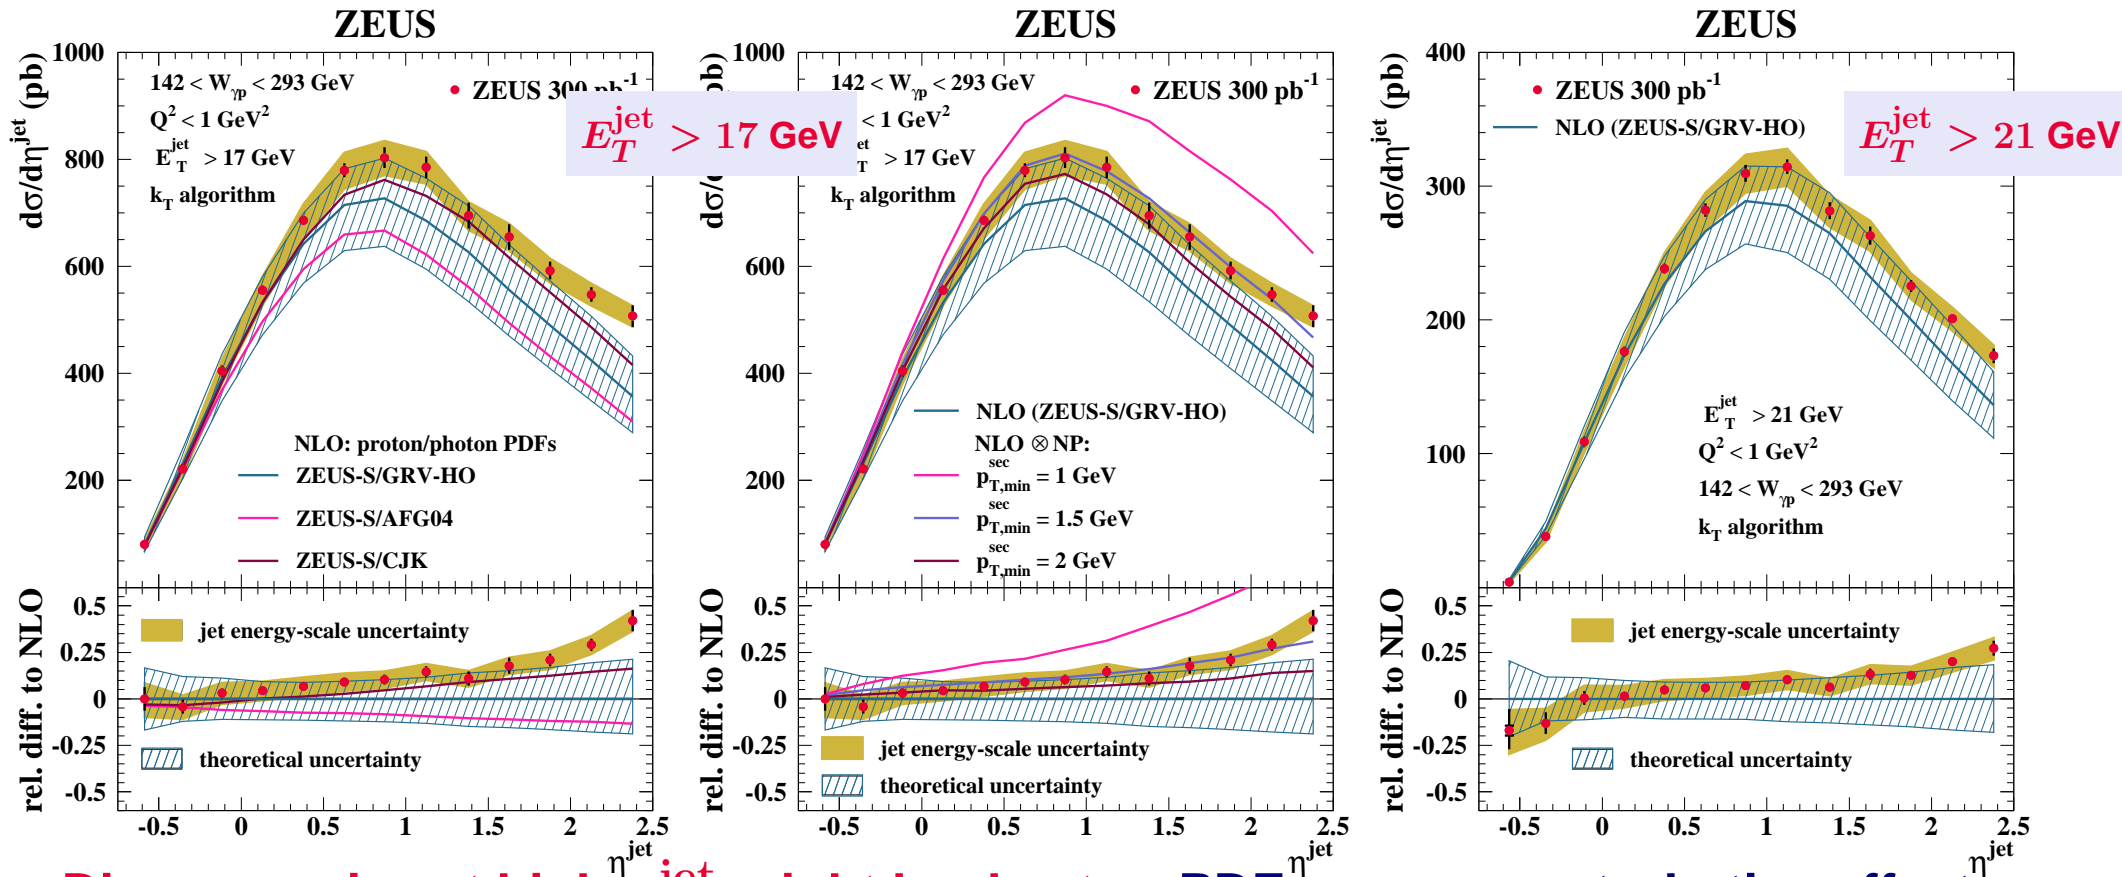 ZEUS
dσ/dη^jet (pb)
1000
800
600
400
200
142 < W_γp < 293 GeV
Q² < 1 GeV²
E_T^jet > 17 GeV
k_T algorithm
ZEUS 300 pb⁻¹
NLO: proton/photon PDFs
ZEUS-S/GRV-HO
ZEUS-S/AFG04
ZEUS-S/CJK
rel. diff. to NLO
0.5
0.25
0
-0.25
-0.5
jet energy-scale uncertainty
theoretical uncertainty
-0.5 0 0.5 1 1.5 2 2.5
η^jet
E_T^jet > 17 GeV
ZEUS
1000
800
600
400
200
142 < W_γp < 293 GeV
< 1 GeV²
> 17 GeV
k_T algorithm
ZEUS 300 pb⁻¹
NLO (ZEUS-S/GRV-HO)
NLO ⊗ NP:
p_T,min^sec = 1 GeV
p_T,min^sec = 1.5 GeV
p_T,min^sec = 2 GeV
rel. diff. to NLO
0.5
0.25
0
-0.25
-0.5
jet energy-scale uncertainty
theoretical uncertainty
-0.5 0 0.5 1 1.5 2 2.5
η^jet
ZEUS
dσ/dη^jet (pb)
400
300
200
100
ZEUS 300 pb⁻¹
NLO (ZEUS-S/GRV-HO)
E_T^jet > 21 GeV
E_T^jet > 21 GeV
Q² < 1 GeV²
142 < W_γp < 293 GeV
k_T algorithm
rel. diff. to NLO
0.5
0.25
0
-0.25
-0.5
jet energy-scale uncertainty
theoretical uncertainty
-0.5 0 0.5 1 1.5 2 2.5
η^jet